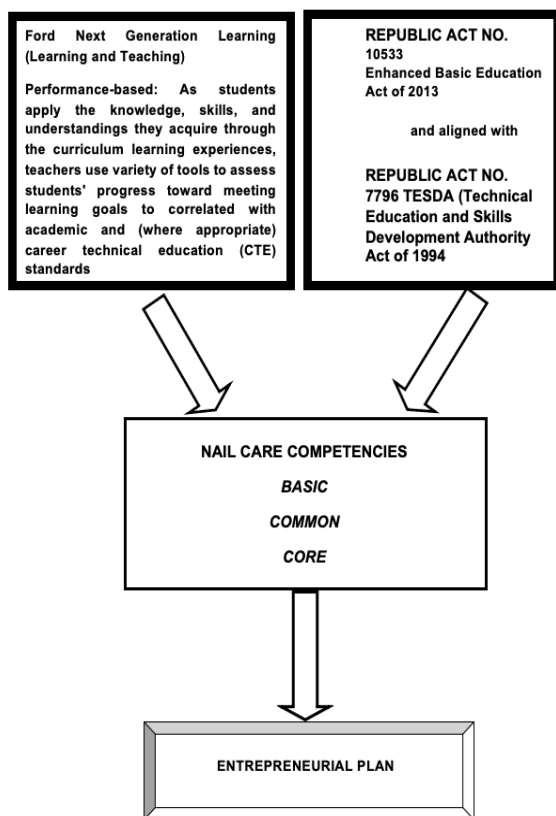 Ford Next Generation Learning
(Learning and Teaching)
Performance-based: As students
apply the knowledge, skills, and
understandings they acquire through
the curriculum learning experiences,
teachers use variety of tools to assess
students' progress toward meeting
learning goals to correlated with
academic and (where appropriate)
career technical education (CTE)
standards
REPUBLIC ACT NO.
10533
Enhanced Basic Education
Act of 2013
and aligned with
REPUBLIC ACT NO.
7796 TESDA (Technical
Education and Skills
Development Authority
Act of 1994
NAIL CARE COMPETENCIES
BASIC
COMMON
CORE
ENTREPRENEURIAL PLAN